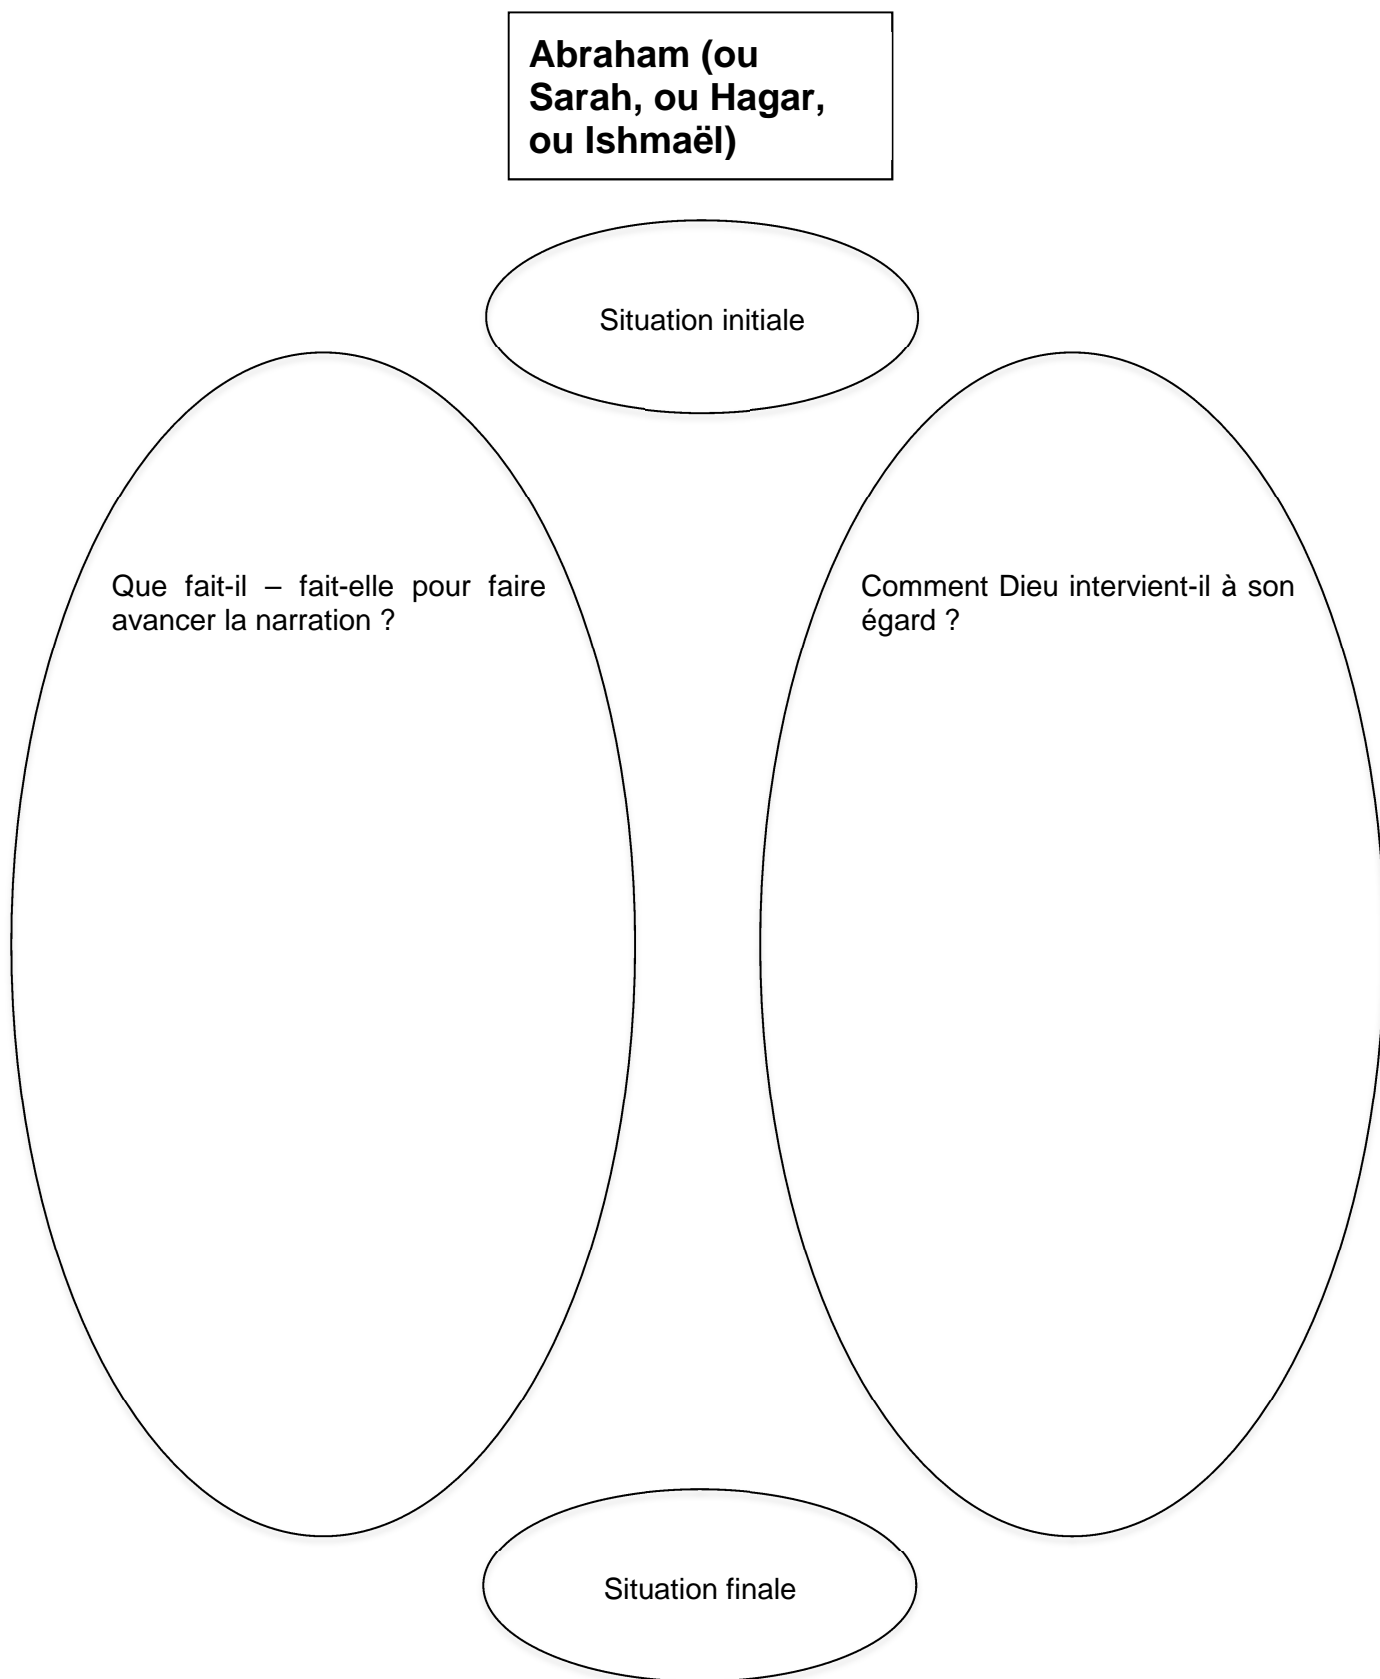 Abraham (ou
Sarah, ou Hagar,
ou Ishmaël)
Situation initiale
Que fait-il – fait-elle pour faire
avancer la narration ?
Comment Dieu intervient-il à son
égard ?
Situation finale